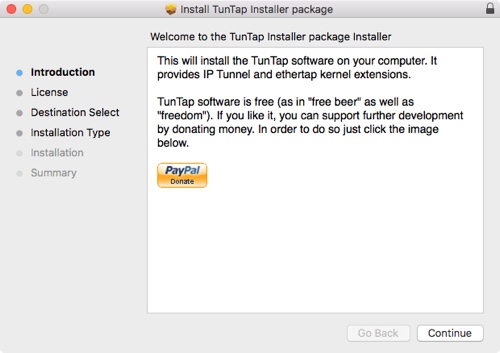 Install TunTap Installer package
Welcome to the TunTap Installer package Installer
Introduction
License
Destination Select
Installation Type
Installation
Summary
This will install the TunTap software on your computer. It
provides IP Tunnel and ethertap kernel extensions.
TunTap software is free (as in "free beer" as well as
"freedom"). If you like it, you can support further development
by donating money. In order to do so just click the image
below.
PayPal
Donate
Go Back
Continue